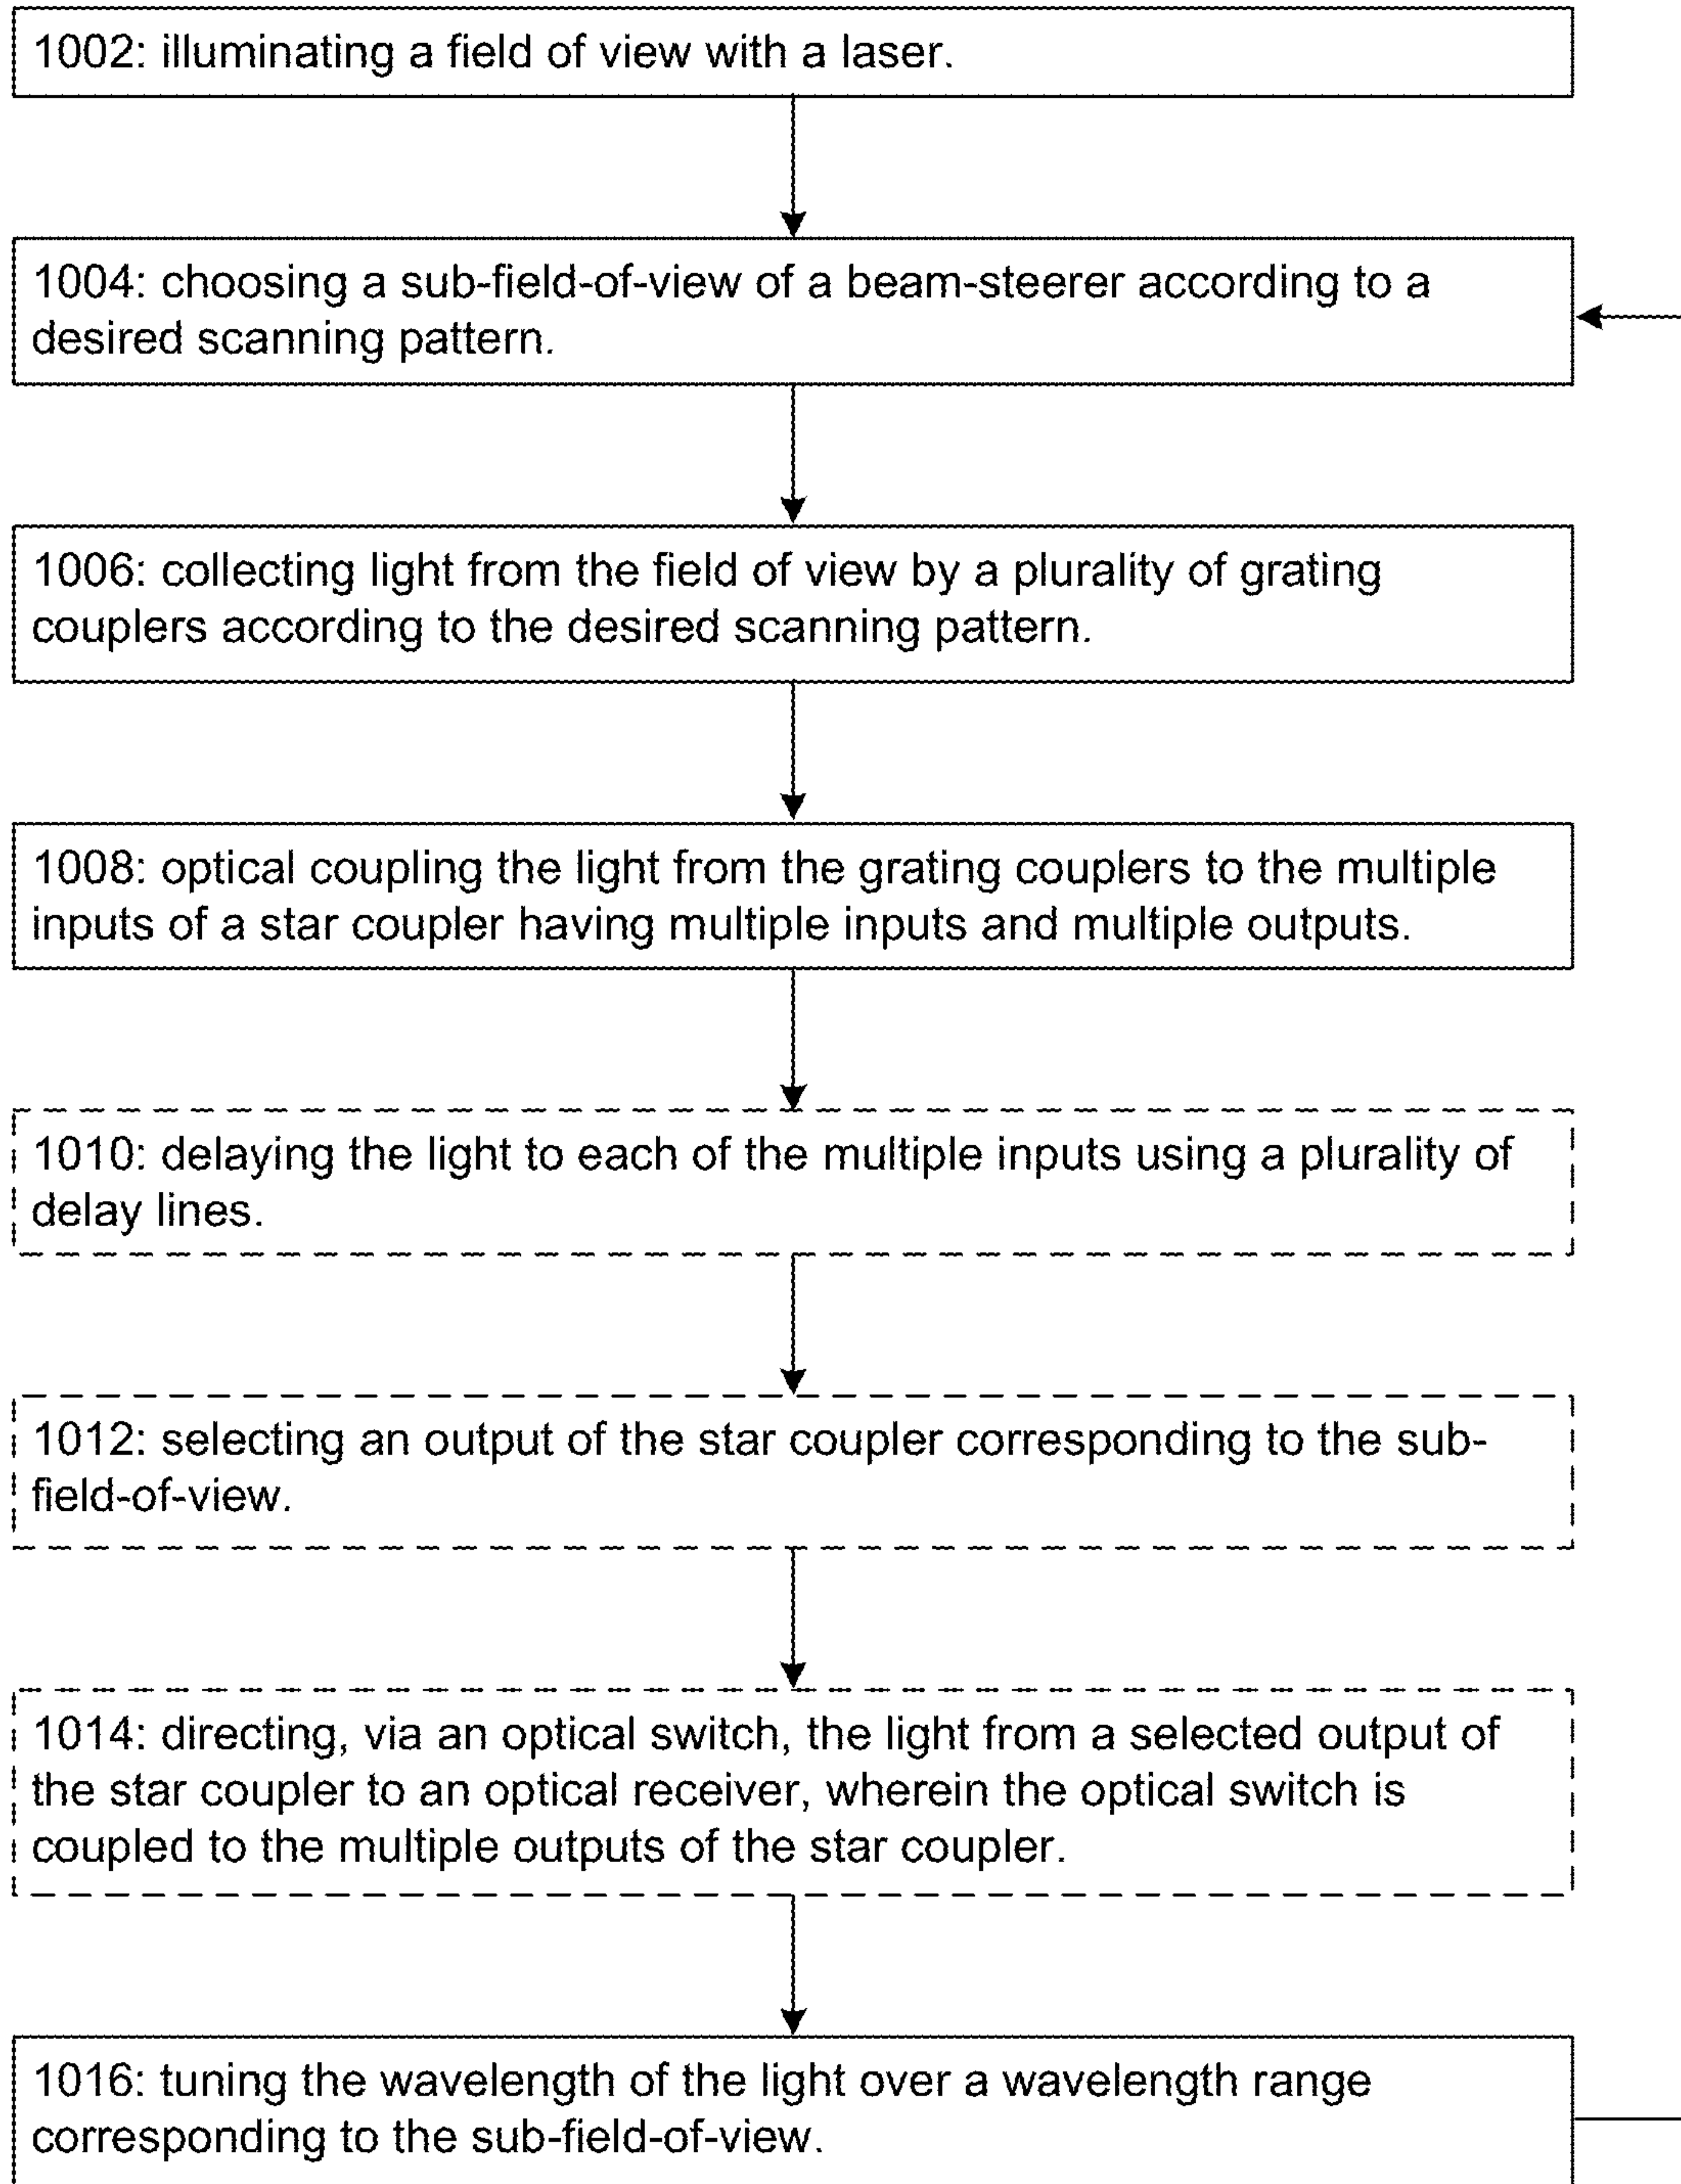 1002: illuminating a field of view with a laser.
1004: choosing a sub-field-of-view of a beam-steerer according to a
desired scanning pattern.
1006: collecting light from the field of view by a plurality of grating
couplers according to the desired scanning pattern.
1008: optical coupling the light from the grating couplers to the multiple
inputs of a star coupler having multiple inputs and multiple outputs.
1010: delaying the light to each of the multiple inputs using a plurality of
delay lines.
1012: selecting an output of the star coupler corresponding to the sub-
field-of-view.
1014: directing, via an optical switch, the light from a selected output of
the star coupler to an optical receiver, wherein the optical switch is
coupled to the multiple outputs of the star coupler.
1016: tuning the wavelength of the light over a wavelength range
corresponding to the sub-field-of-view.